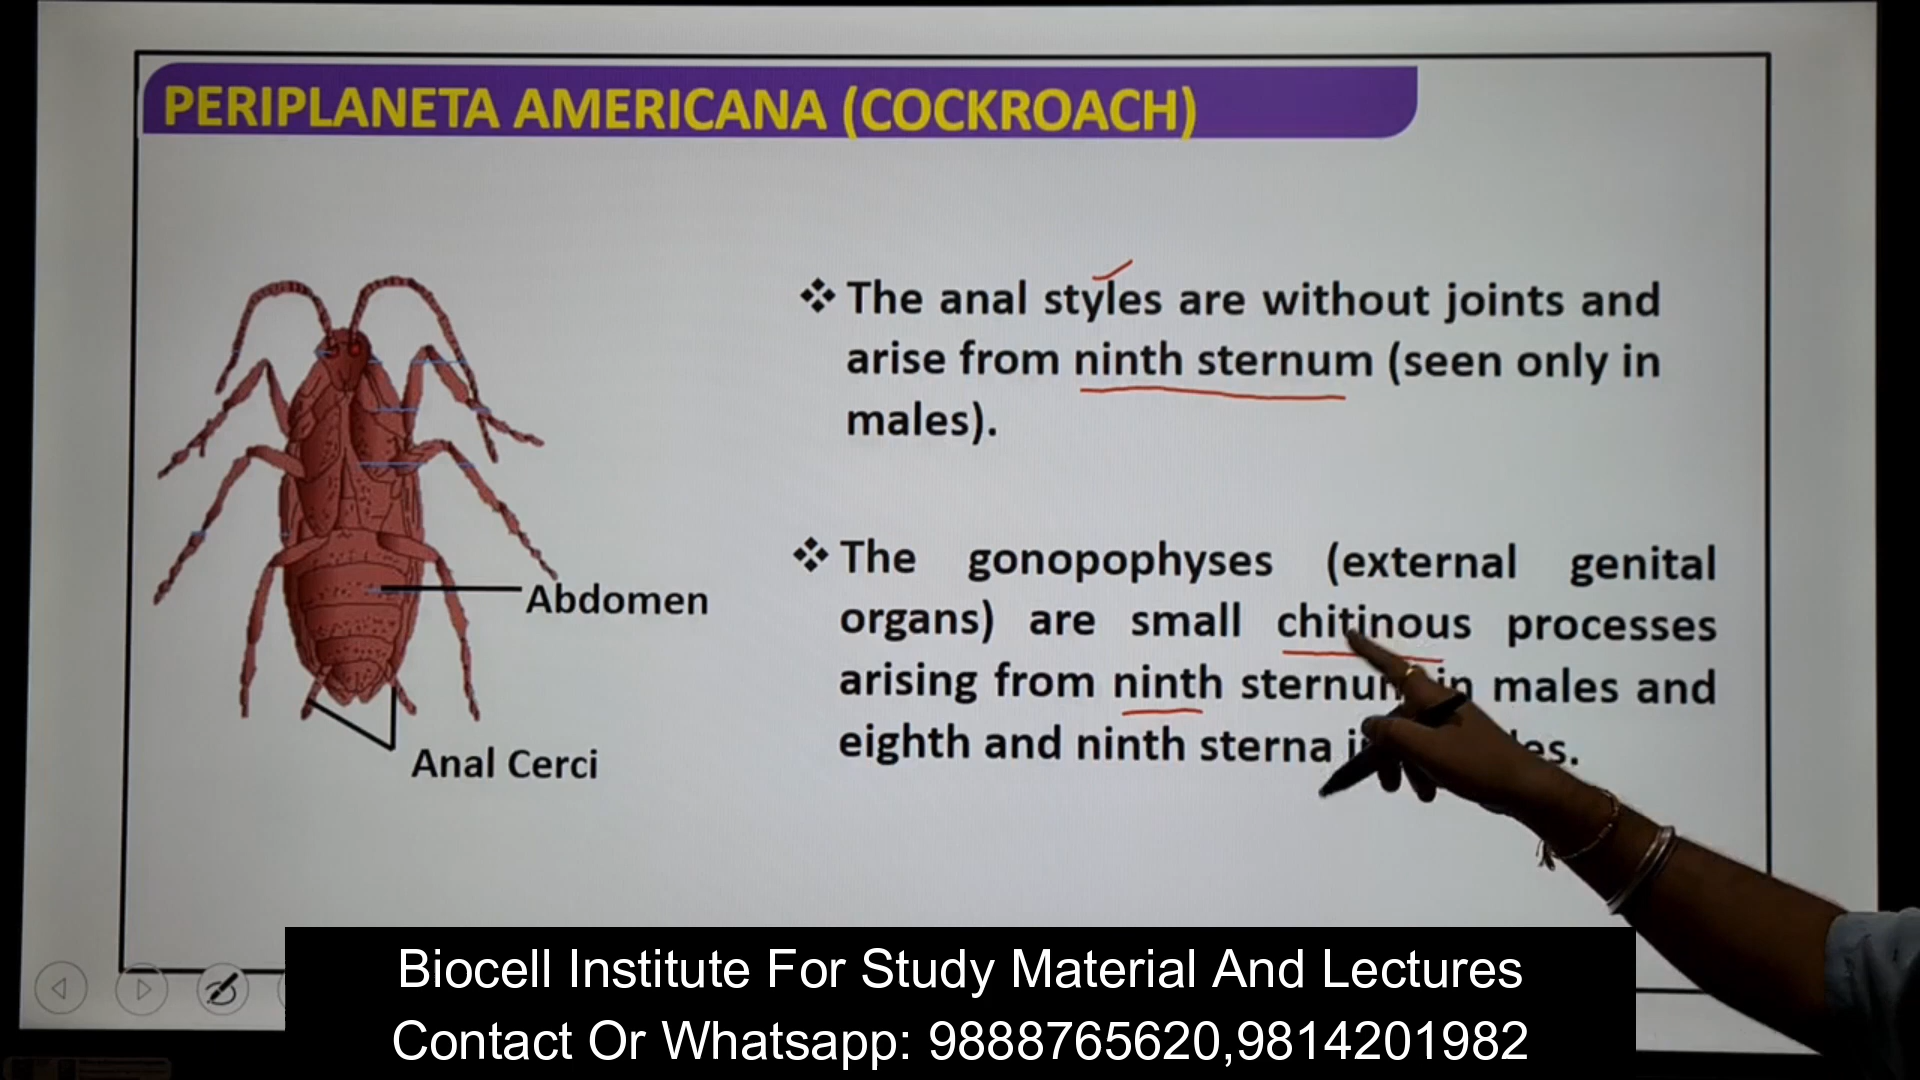 PERIPLANETA AMERICANA (COCKROACH)
The anal styles are without joints and
arise from ninth sternum (seen only in
males).
The gonopophyses (external genital
organs) are small chitinous processes
arising from ninth sternum in males and
eighth and ninth sterna
Abdomen
Anal Cerci
Biocell Institute For Study Material And Lectures
Contact Or Whatsapp: 9888765620,9814201982